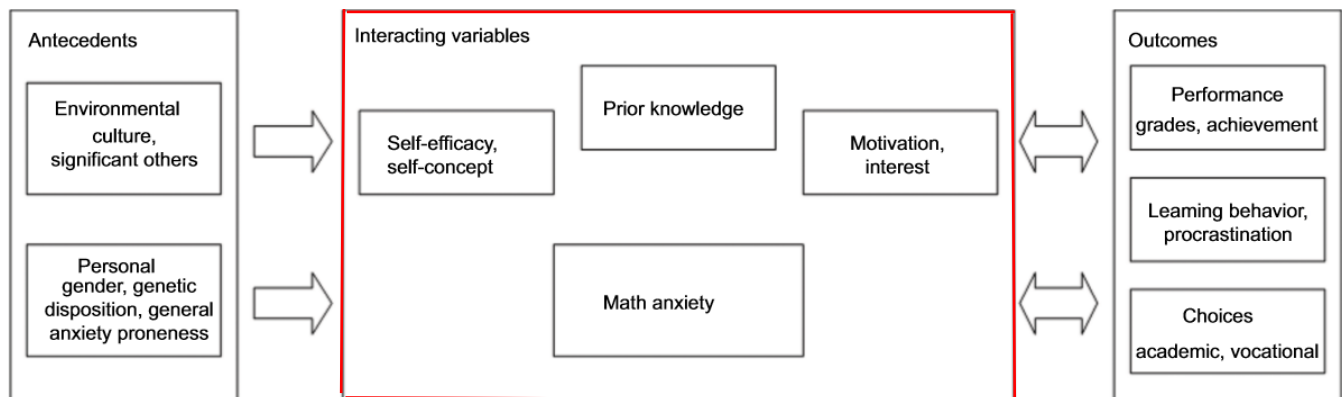 Antecedents
Environmental
culture,
significant others
Personal
gender, genetic
disposition, general
anxiety proneness
Interacting variables
Self-efficacy,
self-concept
Prior knowledge
Motivation,
interest
Math anxiety
Outcomes
Performance
grades, achievement
Learning behavior,
procrastination
Choices
academic, vocational